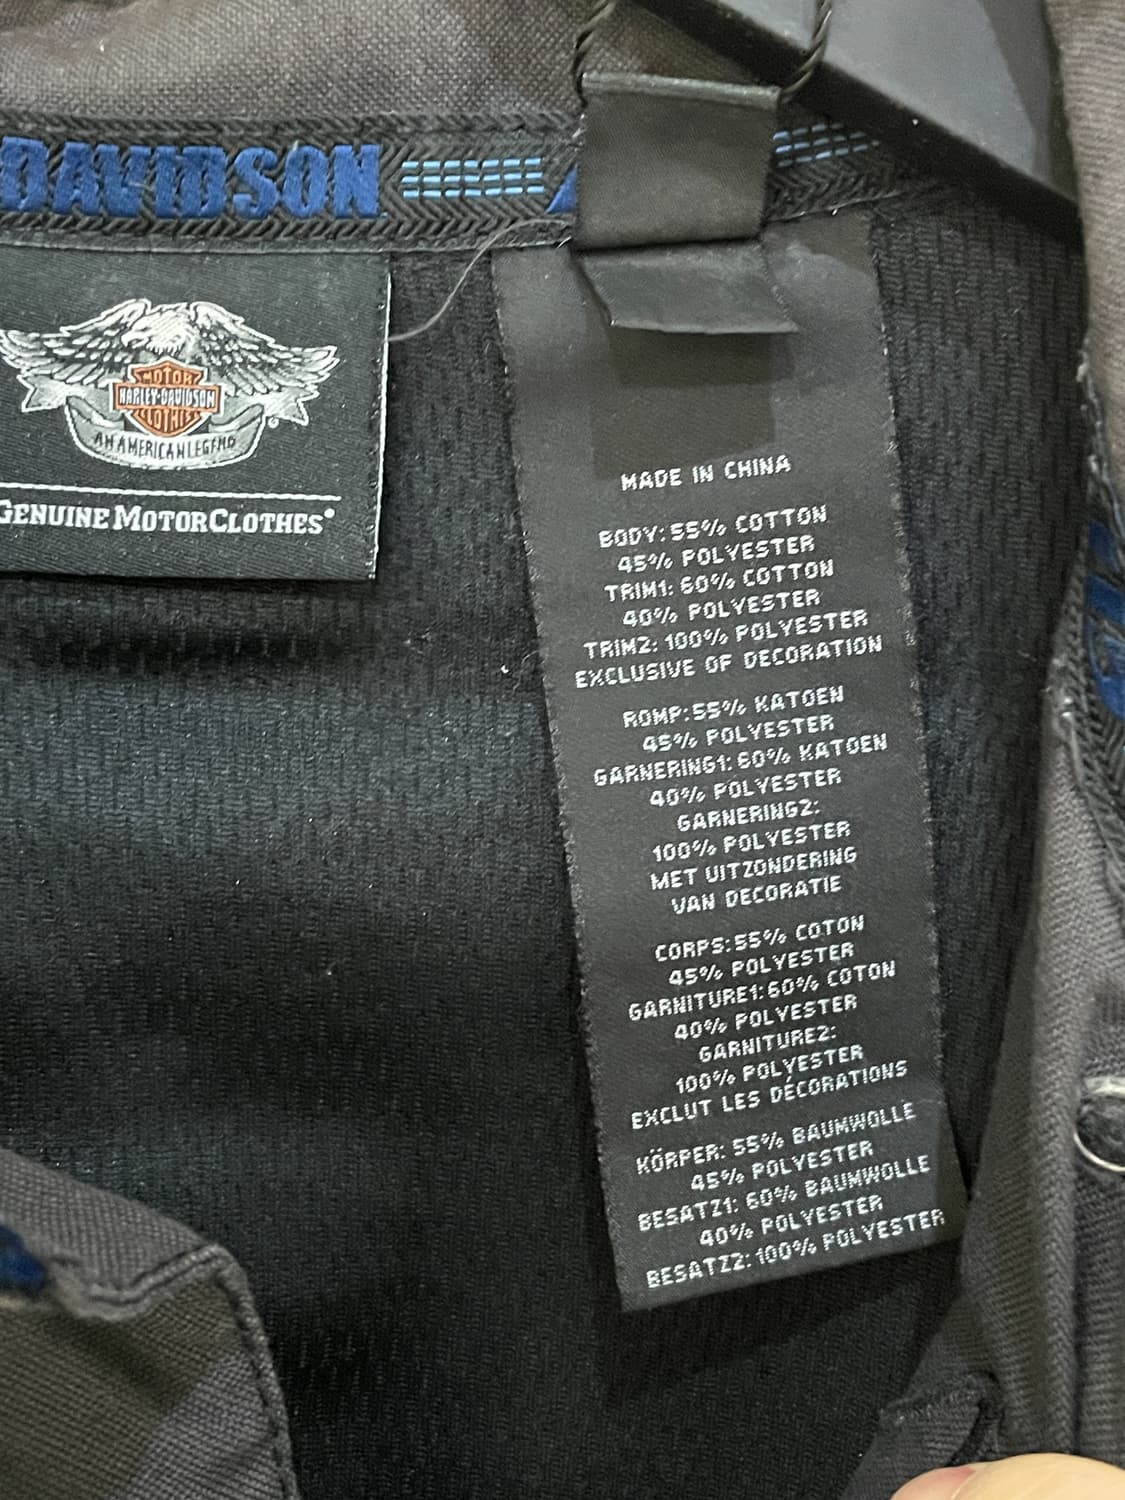 DAVIDSON
MOTOR
HARLEY-DAVIDSON
CLOTHES
AN AMERICAN LEGEND
GENUINE MOTORCLOTHES®
MADE IN CHINA
BODY: 55% COTTON
45% POLYESTER
TRIM1: 60% COTTON
40% POLYESTER
TRIM2: 100% POLYESTER
EXCLUSIVE OF DECORATION
ROMP: 55% KATOEN
45% POLYESTER
GARNERING1: 60% KATOEN
40% POLYESTER
GARNERING2:
100% POLYESTER
MET UITZONDERING
VAN DECORATIE
CORPS: 55% COTON
45% POLYESTER
GARNITURE1: 60% COTON
40% POLYESTER
GARNITURE2:
100% POLYESTER
EXCLUT LES DÉCORATIONS
KÖRPER: 55% BAUMWOLLE
45% POLYESTER
BESATZ1: 60% BAUMWOLLE
40% POLYESTER
BESATZ2: 100% POLYESTER